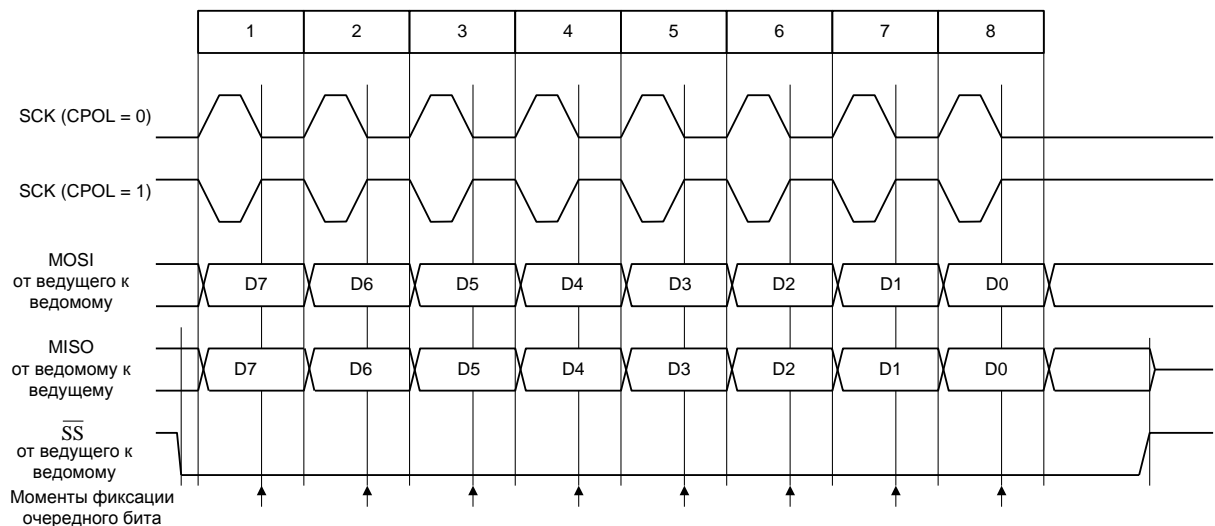 1 2 3 4 5 6 7 8
SCK (CPOL = 0)
SCK (CPOL = 1)
MOSI
от ведущего к
ведомому
D7 D6 D5 D4 D3 D2 D1 D0
MISO
от ведомому к
ведущему
D7 D6 D5 D4 D3 D2 D1 D0
SS
от ведущего к
ведомому
Моменты фиксации
очередного бита